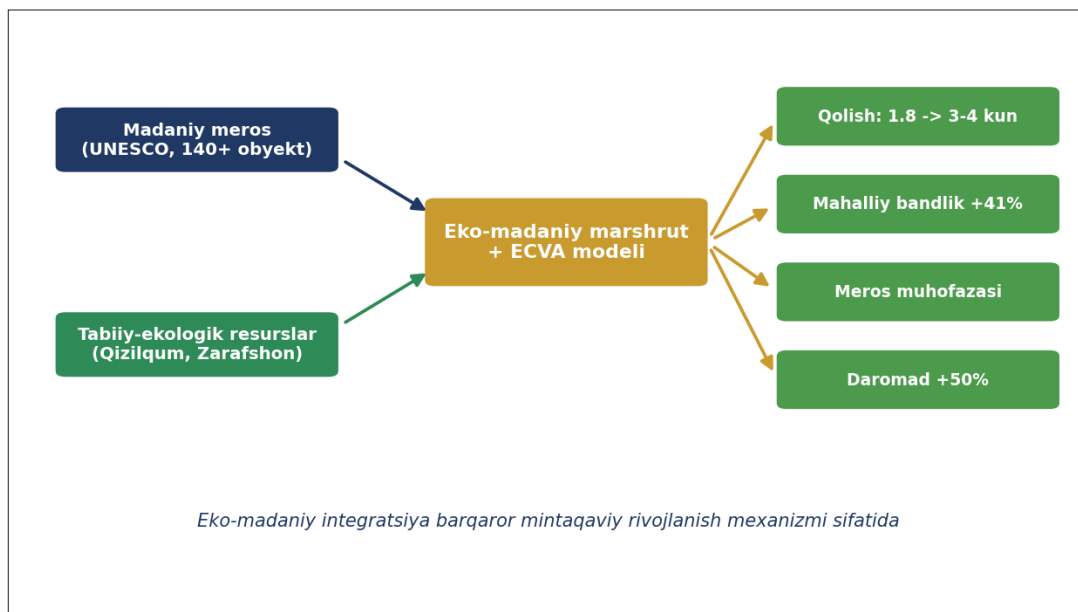 Madaniy meros
(UNESCO, 140+ obyekt)
Tabiiy-ekologik resurslar
(Qizilqum, Zarafshon)
Eko-madaniy marshrut
+ ECVA modeli
Qolish: 1.8 -> 3-4 kun
Mahalliy bandlik +41%
Meros muhofazasi
Daromad +50%
Eko-madaniy integratsiya barqaror mintaqaviy rivojlanish mexanizmi sifatida